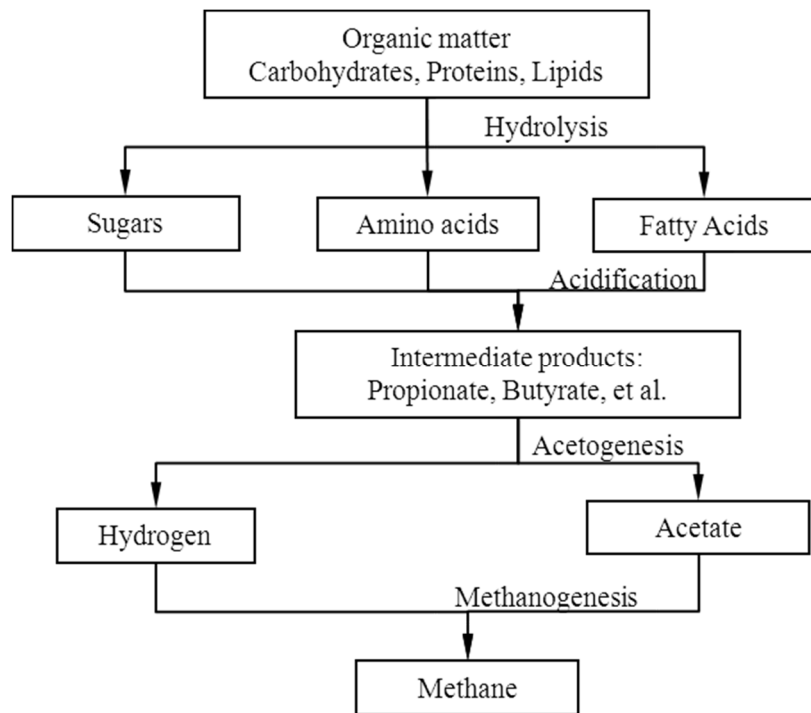 Organic matter
Carbohydrates, Proteins, Lipids
Hydrolysis
Sugars
Amino acids
Fatty Acids
Acidification
Intermediate products:
Propionate, Butyrate, et al.
Acetogenesis
Hydrogen
Acetate
Methanogenesis
Methane